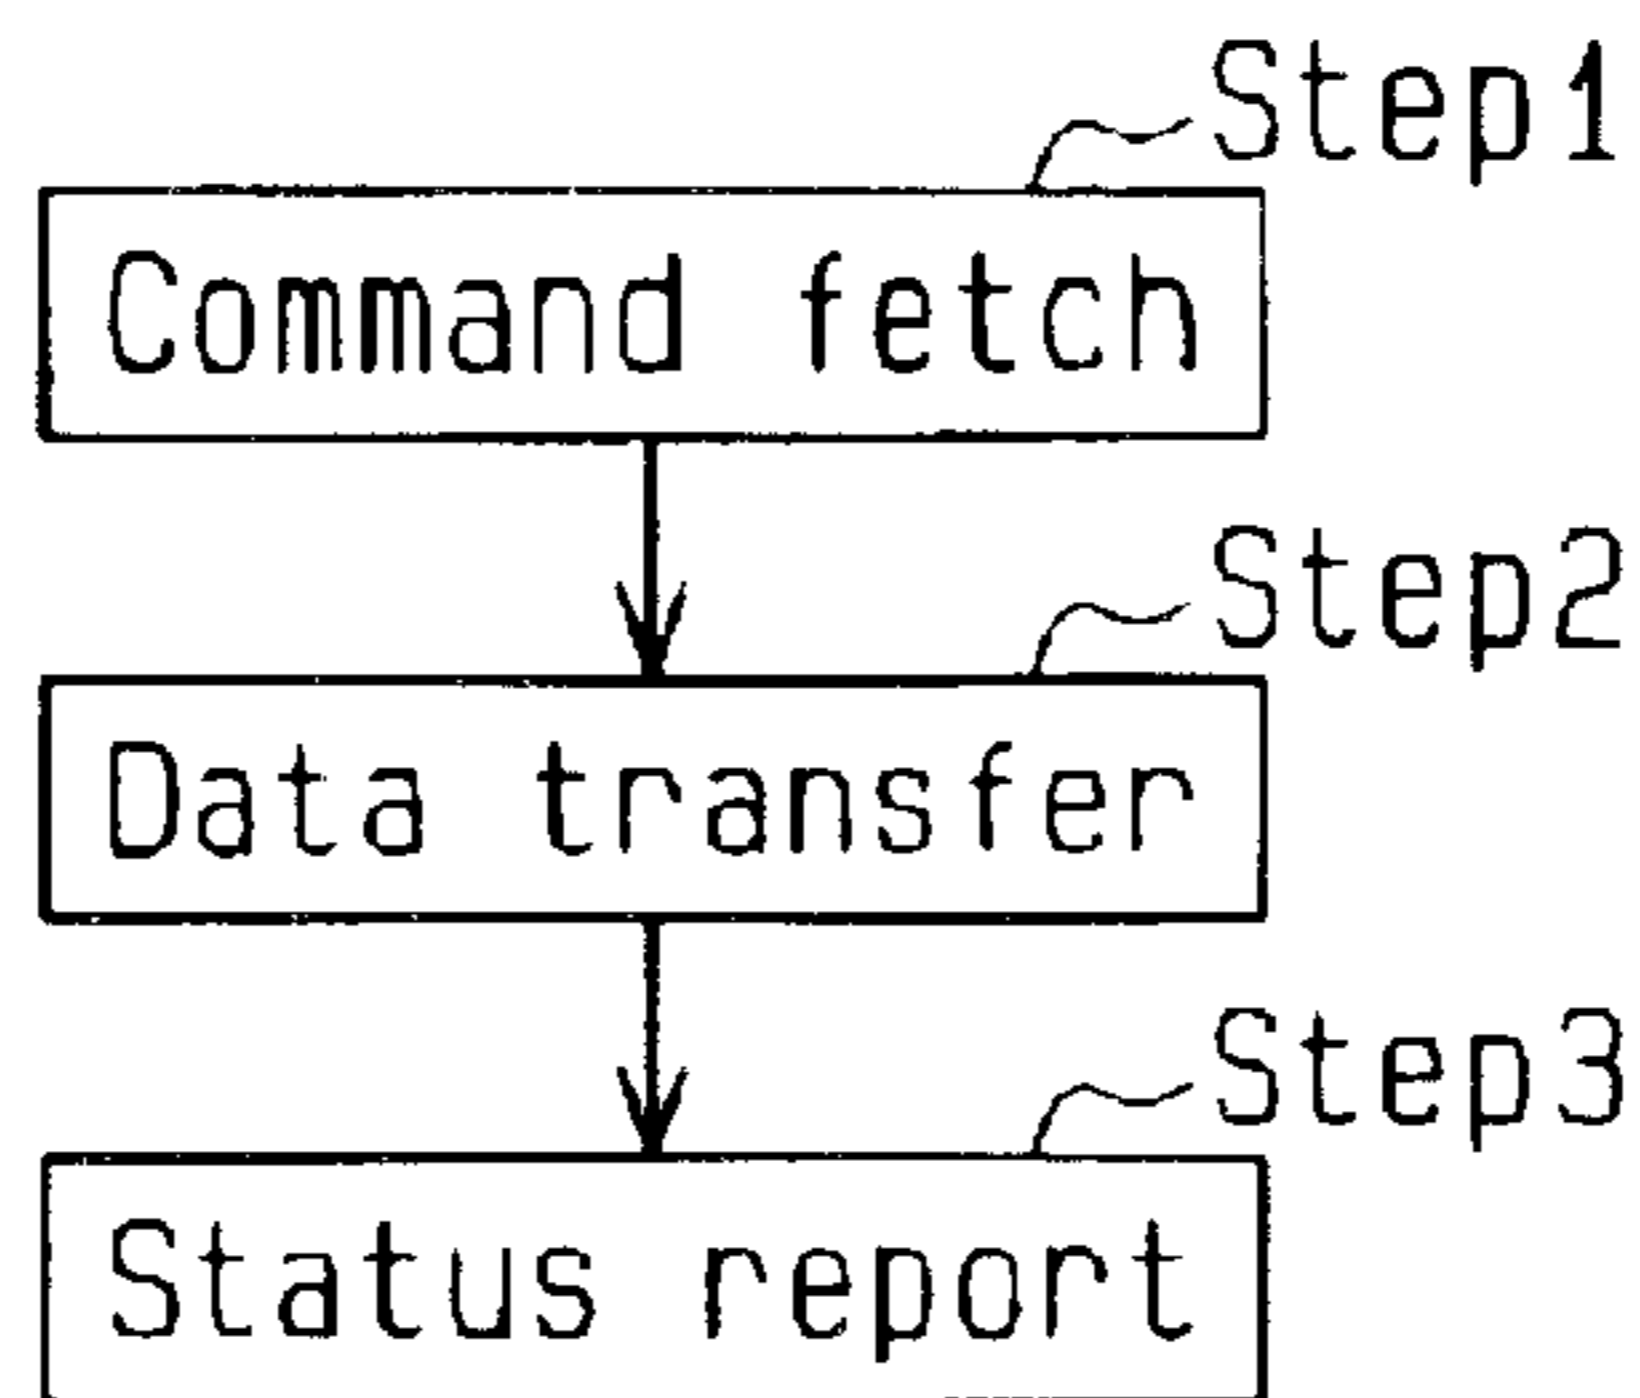 Step1
Command fetch
Step2
Data transfer
Step3
Status report